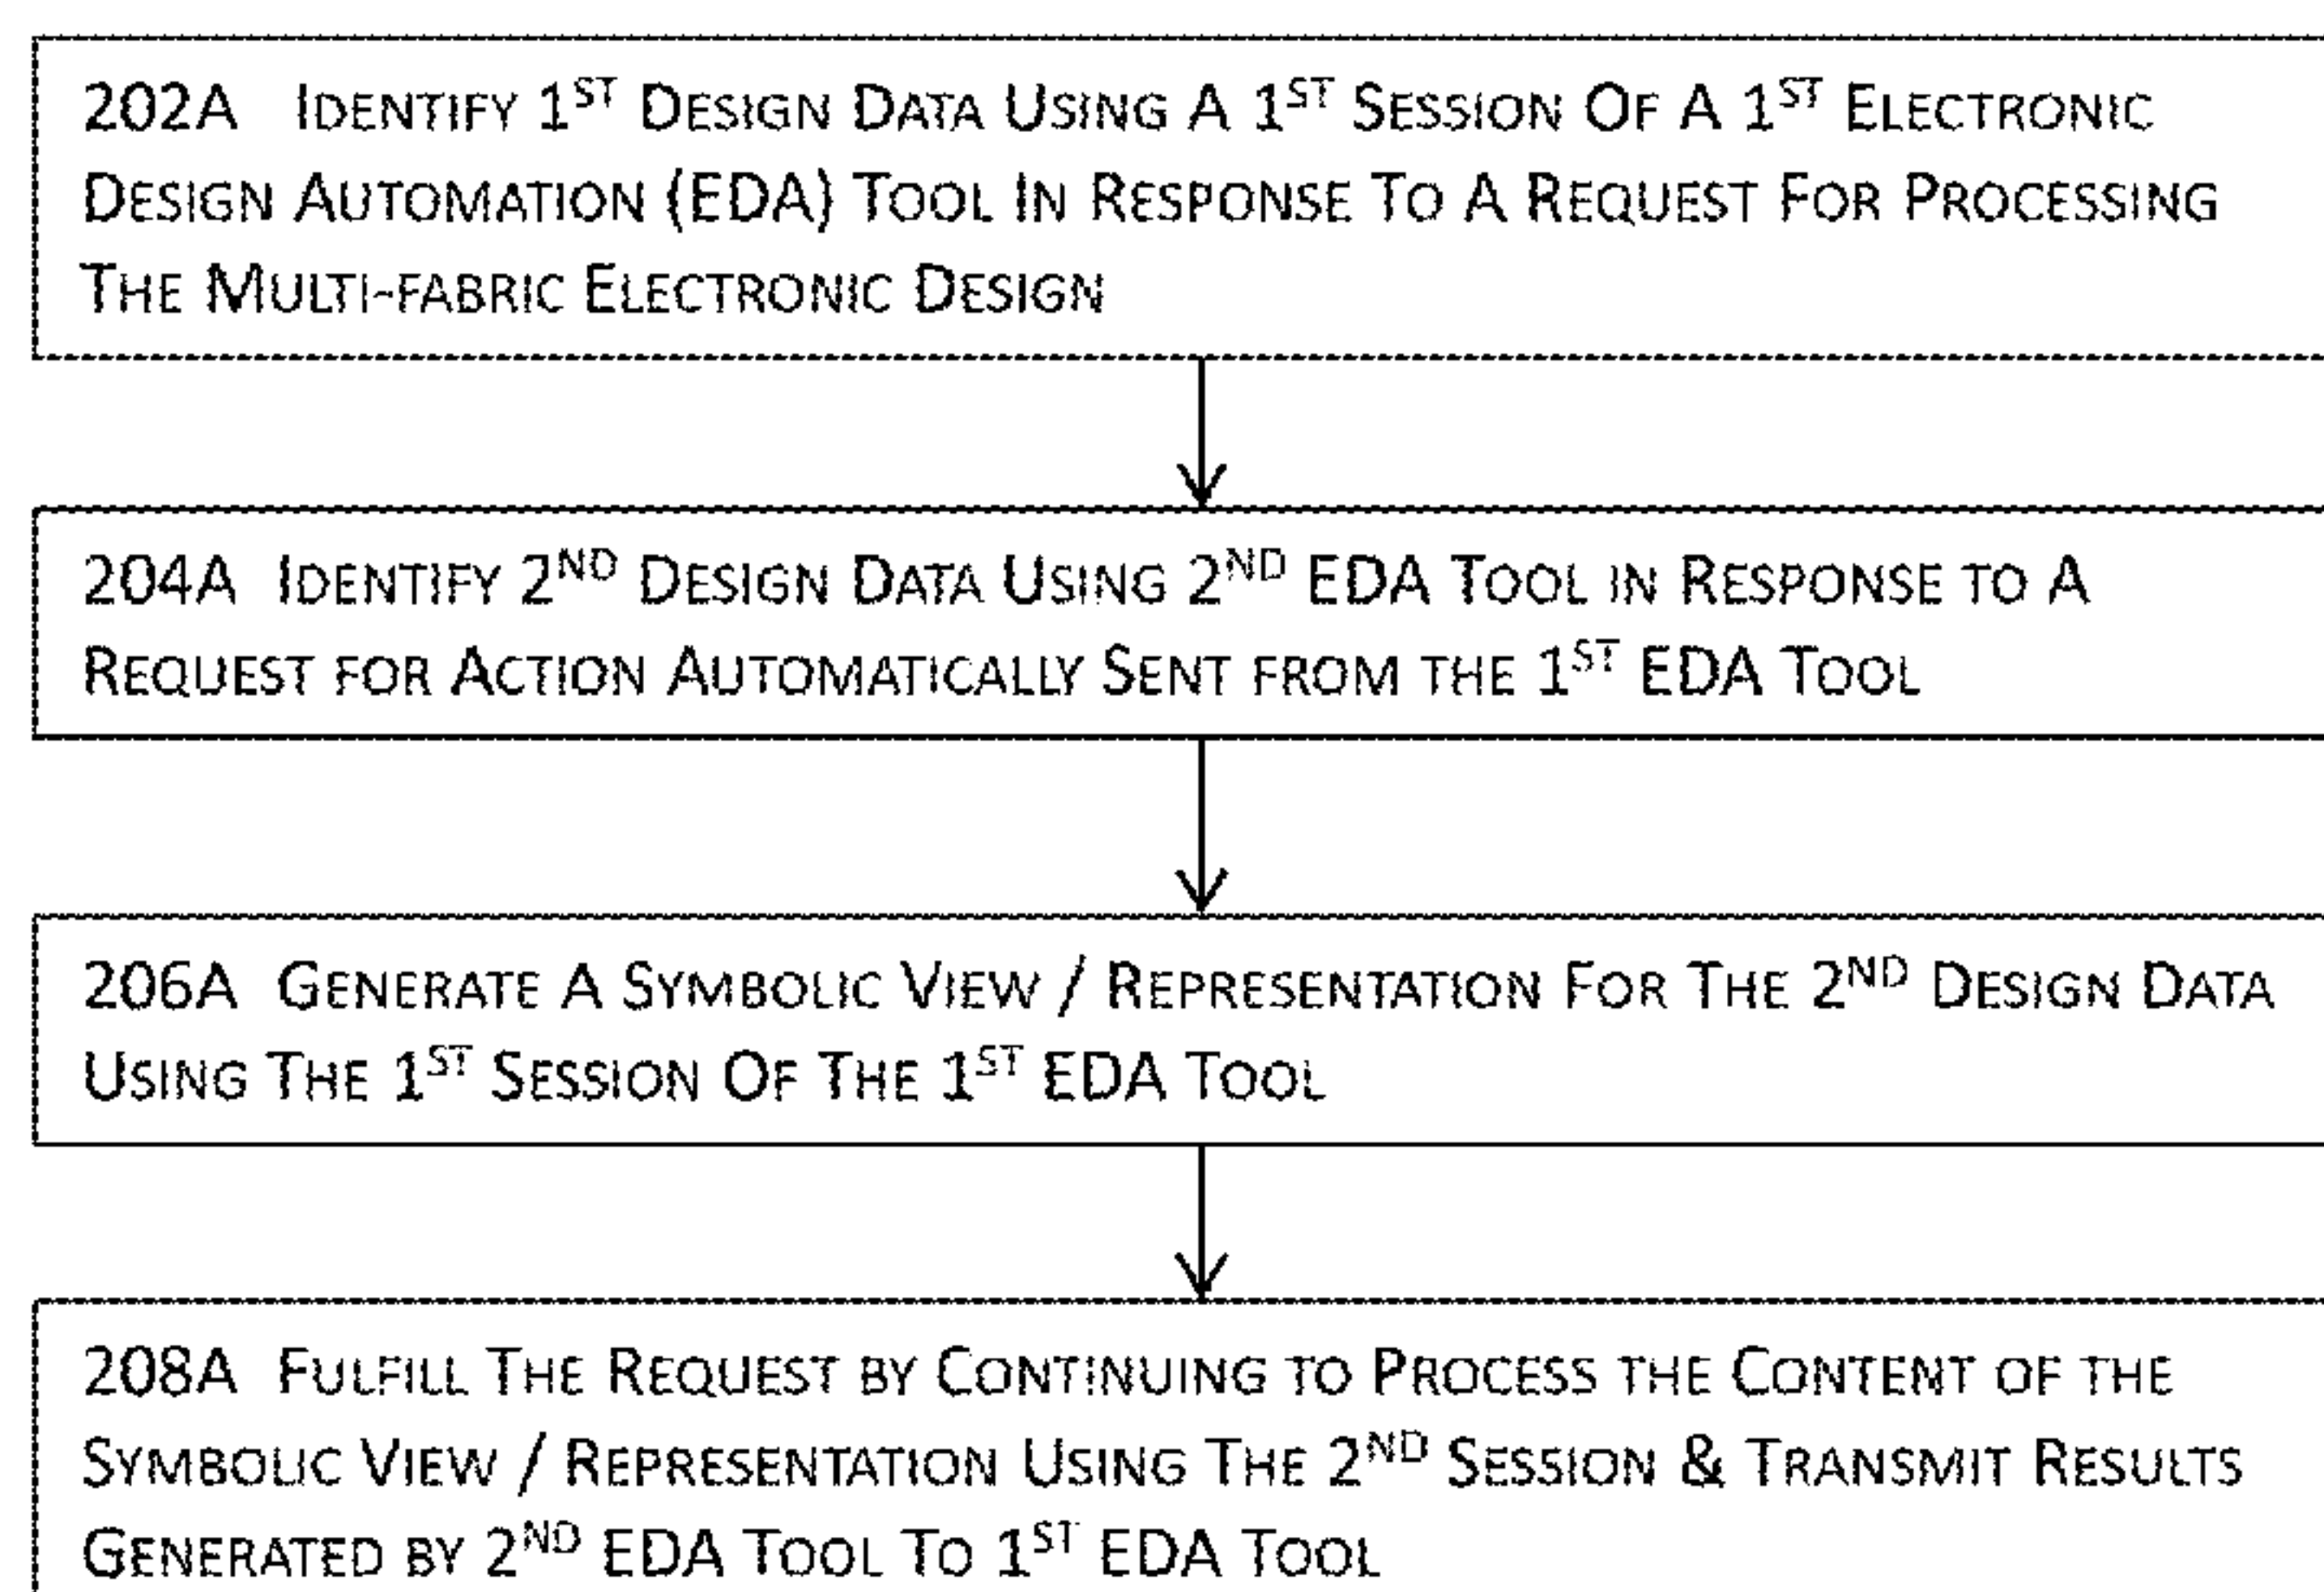 202A Identify 1st Design Data Using A 1st Session Of A 1st Electronic
Design Automation (EDA) Tool In Response To A Request For Processing
The Multi-fabric Electronic Design
204A Identify 2nd Design Data Using 2nd EDA Tool in Response to A
Request for Action Automatically Sent from the 1st EDA Tool
206A Generate A Symbolic View / Representation For The 2nd Design Data
Using The 1st Session Of The 1st EDA Tool
208A Fulfill The Request by Continuing to Process the Content of the
Symbolic View / Representation Using The 2nd Session & Transmit Results
Generated by 2nd EDA Tool To 1st EDA Tool